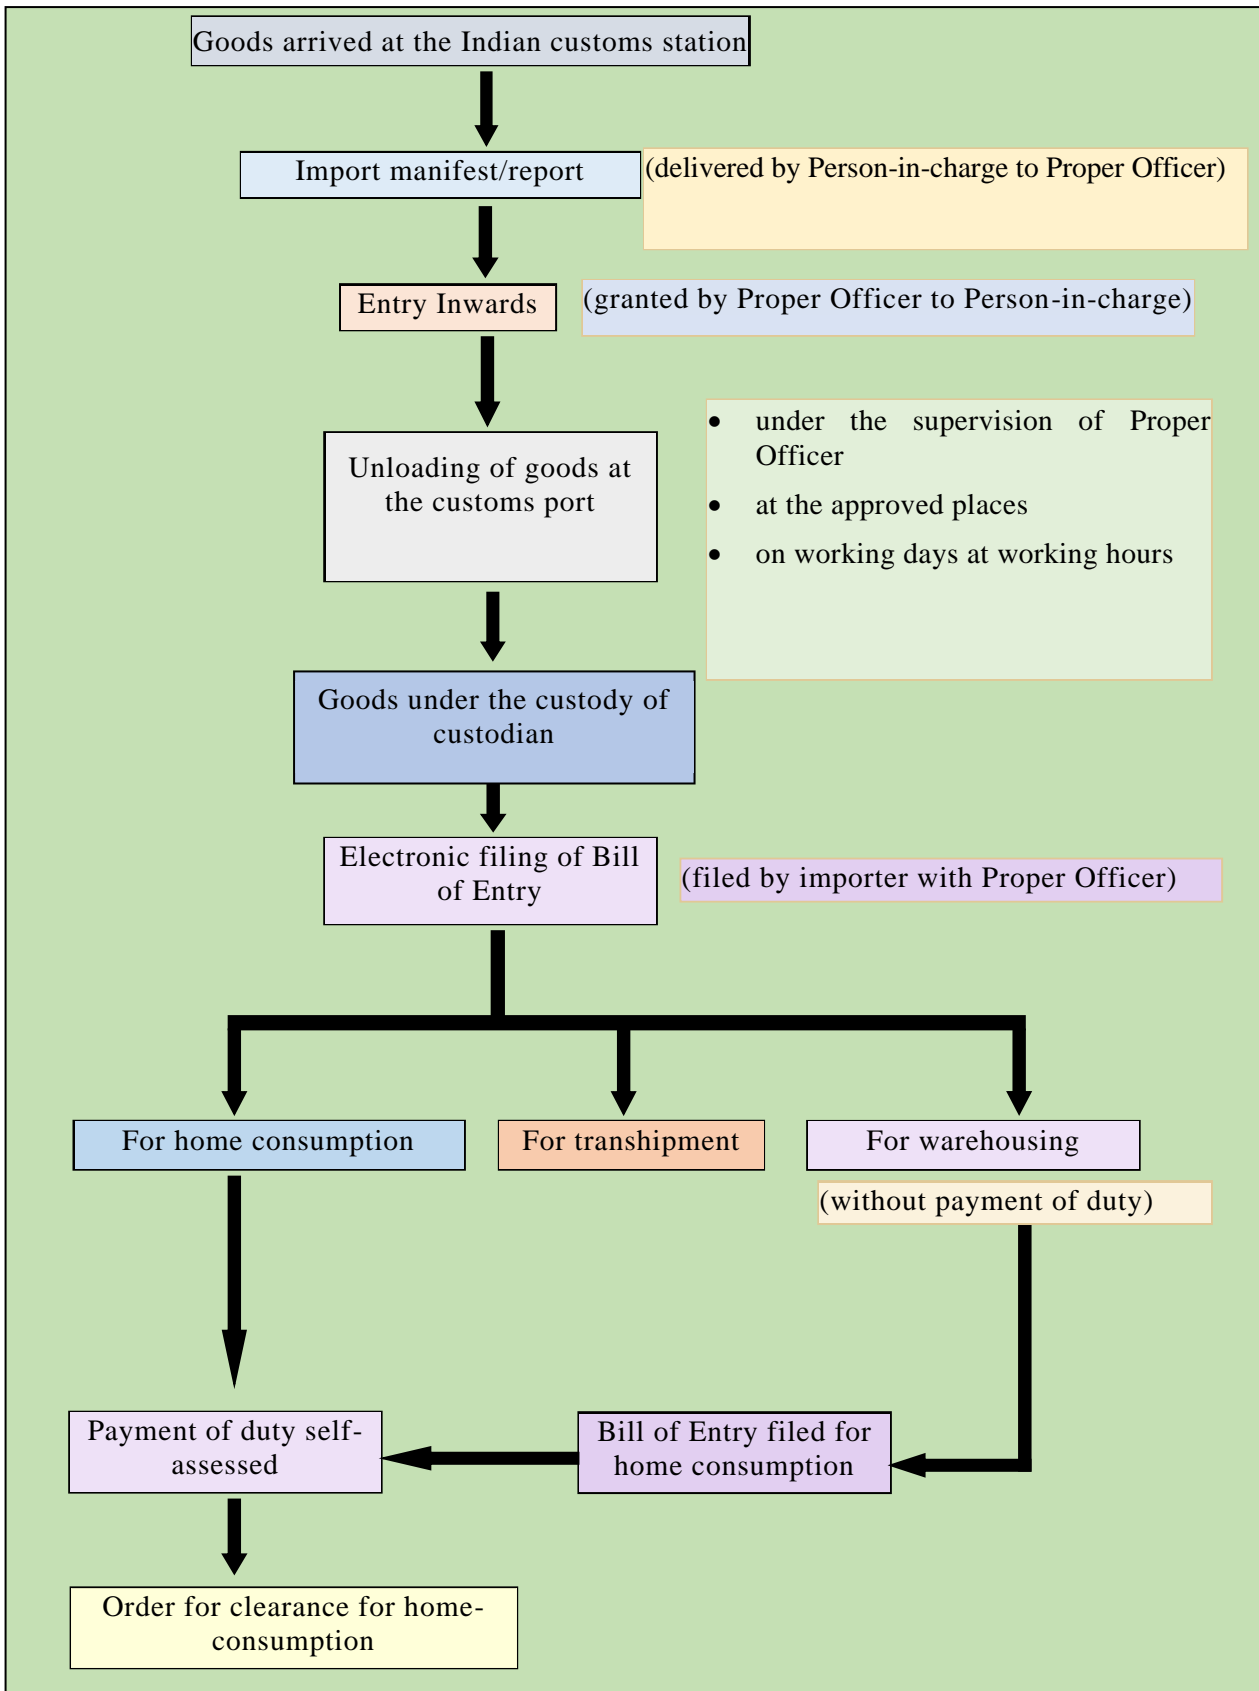 Goods arrived at the Indian customs station
Import manifest/report
(delivered by Person-in-charge to Proper Officer)
Entry Inwards
(granted by Proper Officer to Person-in-charge)
Unloading of goods at
the customs port
• under the supervision of Proper
Officer
• at the approved places
• on working days at working hours
Goods under the custody of
custodian
Electronic filing of Bill
of Entry
(filed by importer with Proper Officer)
For home consumption
For transhipment
For warehousing
(without payment of duty)
Payment of duty self-
assessed
Bill of Entry filed for
home consumption
Order for clearance for home-
consumption